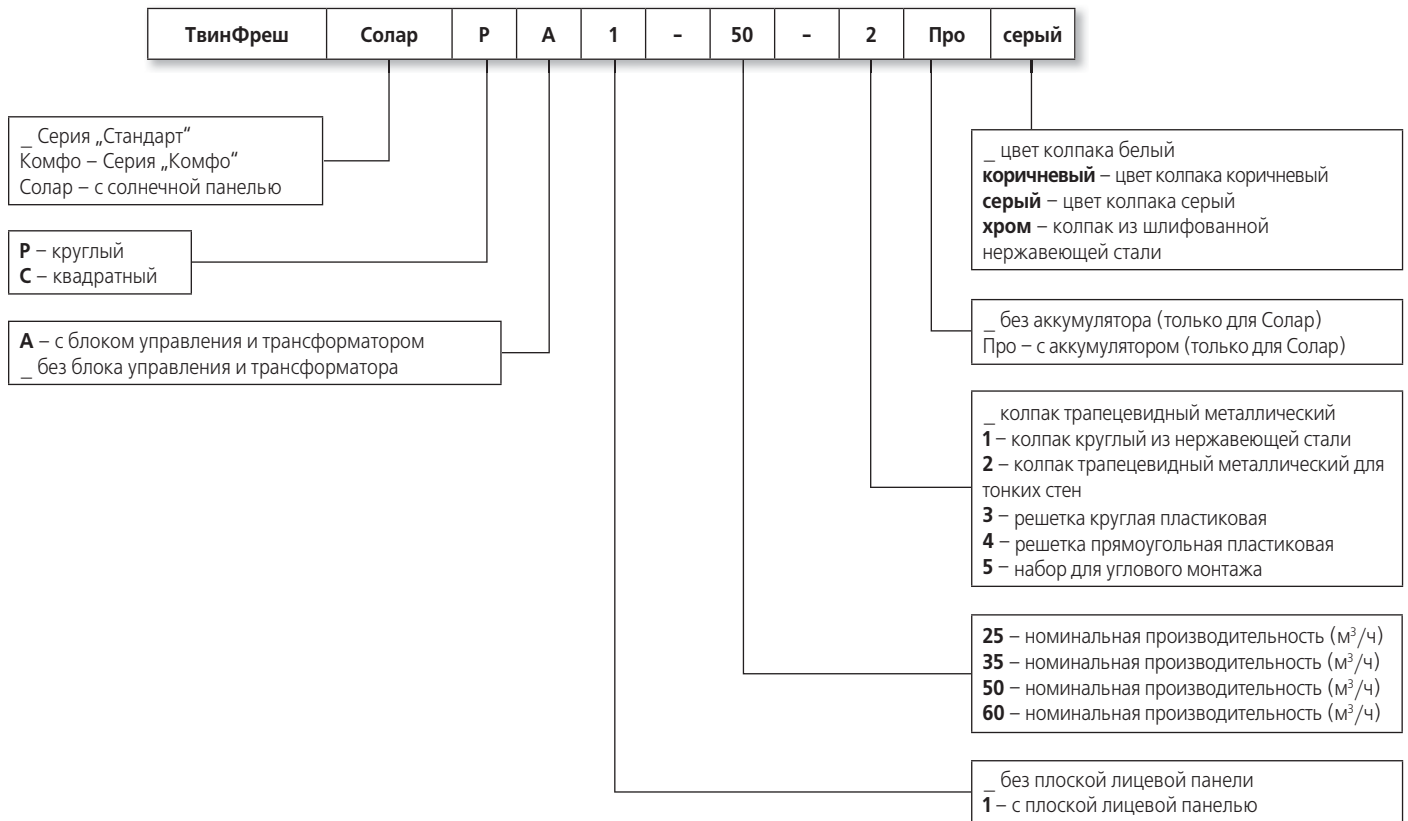 ТвинФреш Солар Р А 1 - 50 - 2 Про серый
_ Серия „Стандарт“
Комфо – Серия „Комфо“
Солар – с солнечной панелью
Р – круглый
С – квадратный
А – с блоком управления и трансформатором
_ без блока управления и трансформатора
_ цвет колпака белый
коричневый – цвет колпака коричневый
серый – цвет колпака серый
хром – колпак из шлифованной
нержавеющей стали
_ без аккумулятора (только для Солар)
Про – с аккумулятором (только для Солар)
_ колпак трапецевидный металлический
1 – колпак круглый из нержавеющей стали
2 – колпак трапецевидный металлический для
тонких стен
3 – решетка круглая пластиковая
4 – решетка прямоугольная пластиковая
5 – набор для углового монтажа
25 – номинальная производительность (м³/ч)
35 – номинальная производительность (м³/ч)
50 – номинальная производительность (м³/ч)
60 – номинальная производительность (м³/ч)
_ без плоской лицевой панели
1 – с плоской лицевой панелью